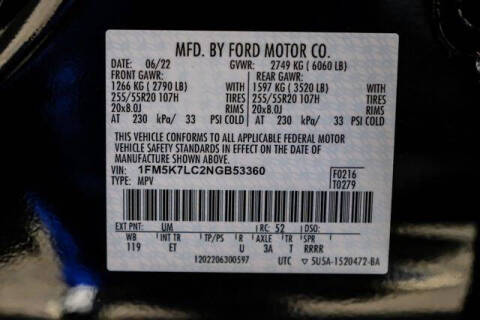 MFD. BY FORD MOTOR CO.
DATE: 06/22 GVWR: 2749 KG (6060 LB)
FRONT GAWR: REAR GAWR:
1266 KG (2790 LB) WITH 1597 KG (3520 LB) WITH
255/55R20 107H TIRES 255/55R20 107H TIRES
20x8.0J RIMS 20x8.0J RIMS
AT 230 kPa/ 33 PSI COLD AT 230 kPa/ 33 PSI COLD
THIS VEHICLE CONFORMS TO ALL APPLICABLE FEDERAL MOTOR
VEHICLE SAFETY STANDARDS IN EFFECT ON THE DATE OF
MANUFACTURE SHOWN ABOVE.
VIN: 1FM5K7LC2NGB53360 F0216
TYPE: MPV T0279
EXT PNT: UM RC: 52 DSO:
WB INT TR TP/PS R AXLE TR SPR
119 ET U 3A T RRRR
1202206300597 UTC 5U5A-1520472-BA